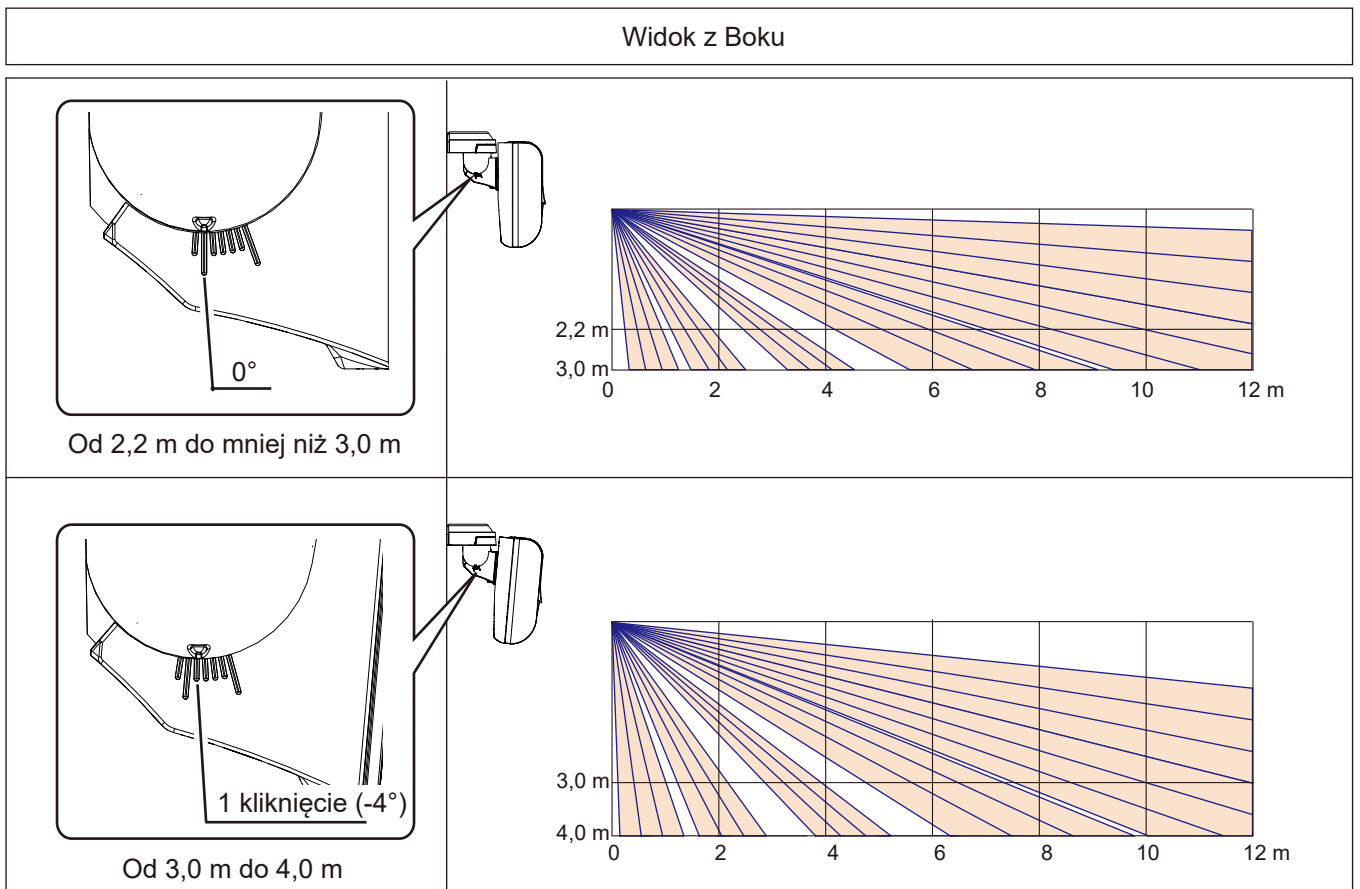 Widok z Boku
0°
Od 2,2 m do mniej niż 3,0 m
2,2 m
3,0 m
0 2 4 6 8 10 12 m
1 kliknięcie (-4°)
Od 3,0 m do 4,0 m
3,0 m
4,0 m
0 2 4 6 8 10 12 m